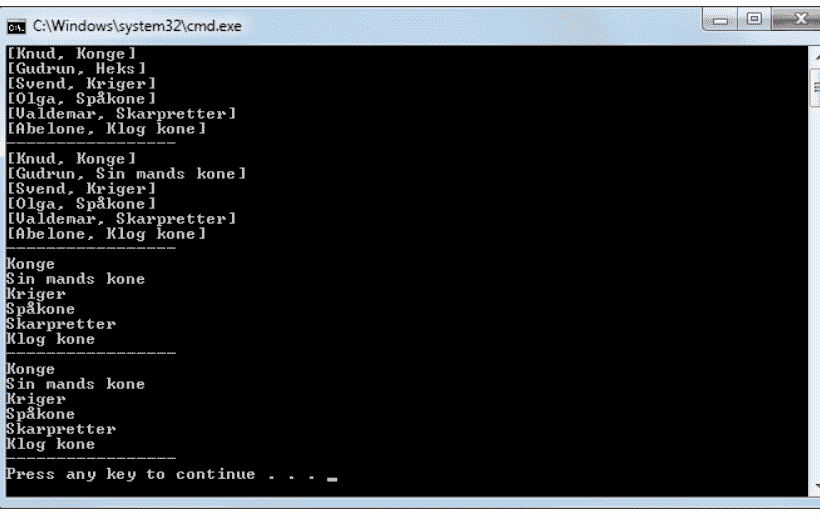 C:\Windows\system32\cmd.exe
[Knud, Konge]
[Gudrun, Heks]
[Svend, Kriger]
[Olga, Spåkone]
[Valdemar, Skarpretter]
[Abelone, Klog kone]
-----------------
[Knud, Konge]
[Gudrun, Sin mands kone]
[Svend, Kriger]
[Olga, Spåkone]
[Valdemar, Skarpretter]
[Abelone, Klog kone]
-----------------
Konge
Sin mands kone
Kriger
Spåkone
Skarpretter
Klog kone
-----------------
Konge
Sin mands kone
Kriger
Spåkone
Skarpretter
Klog kone
-----------------
Press any key to continue . . . _